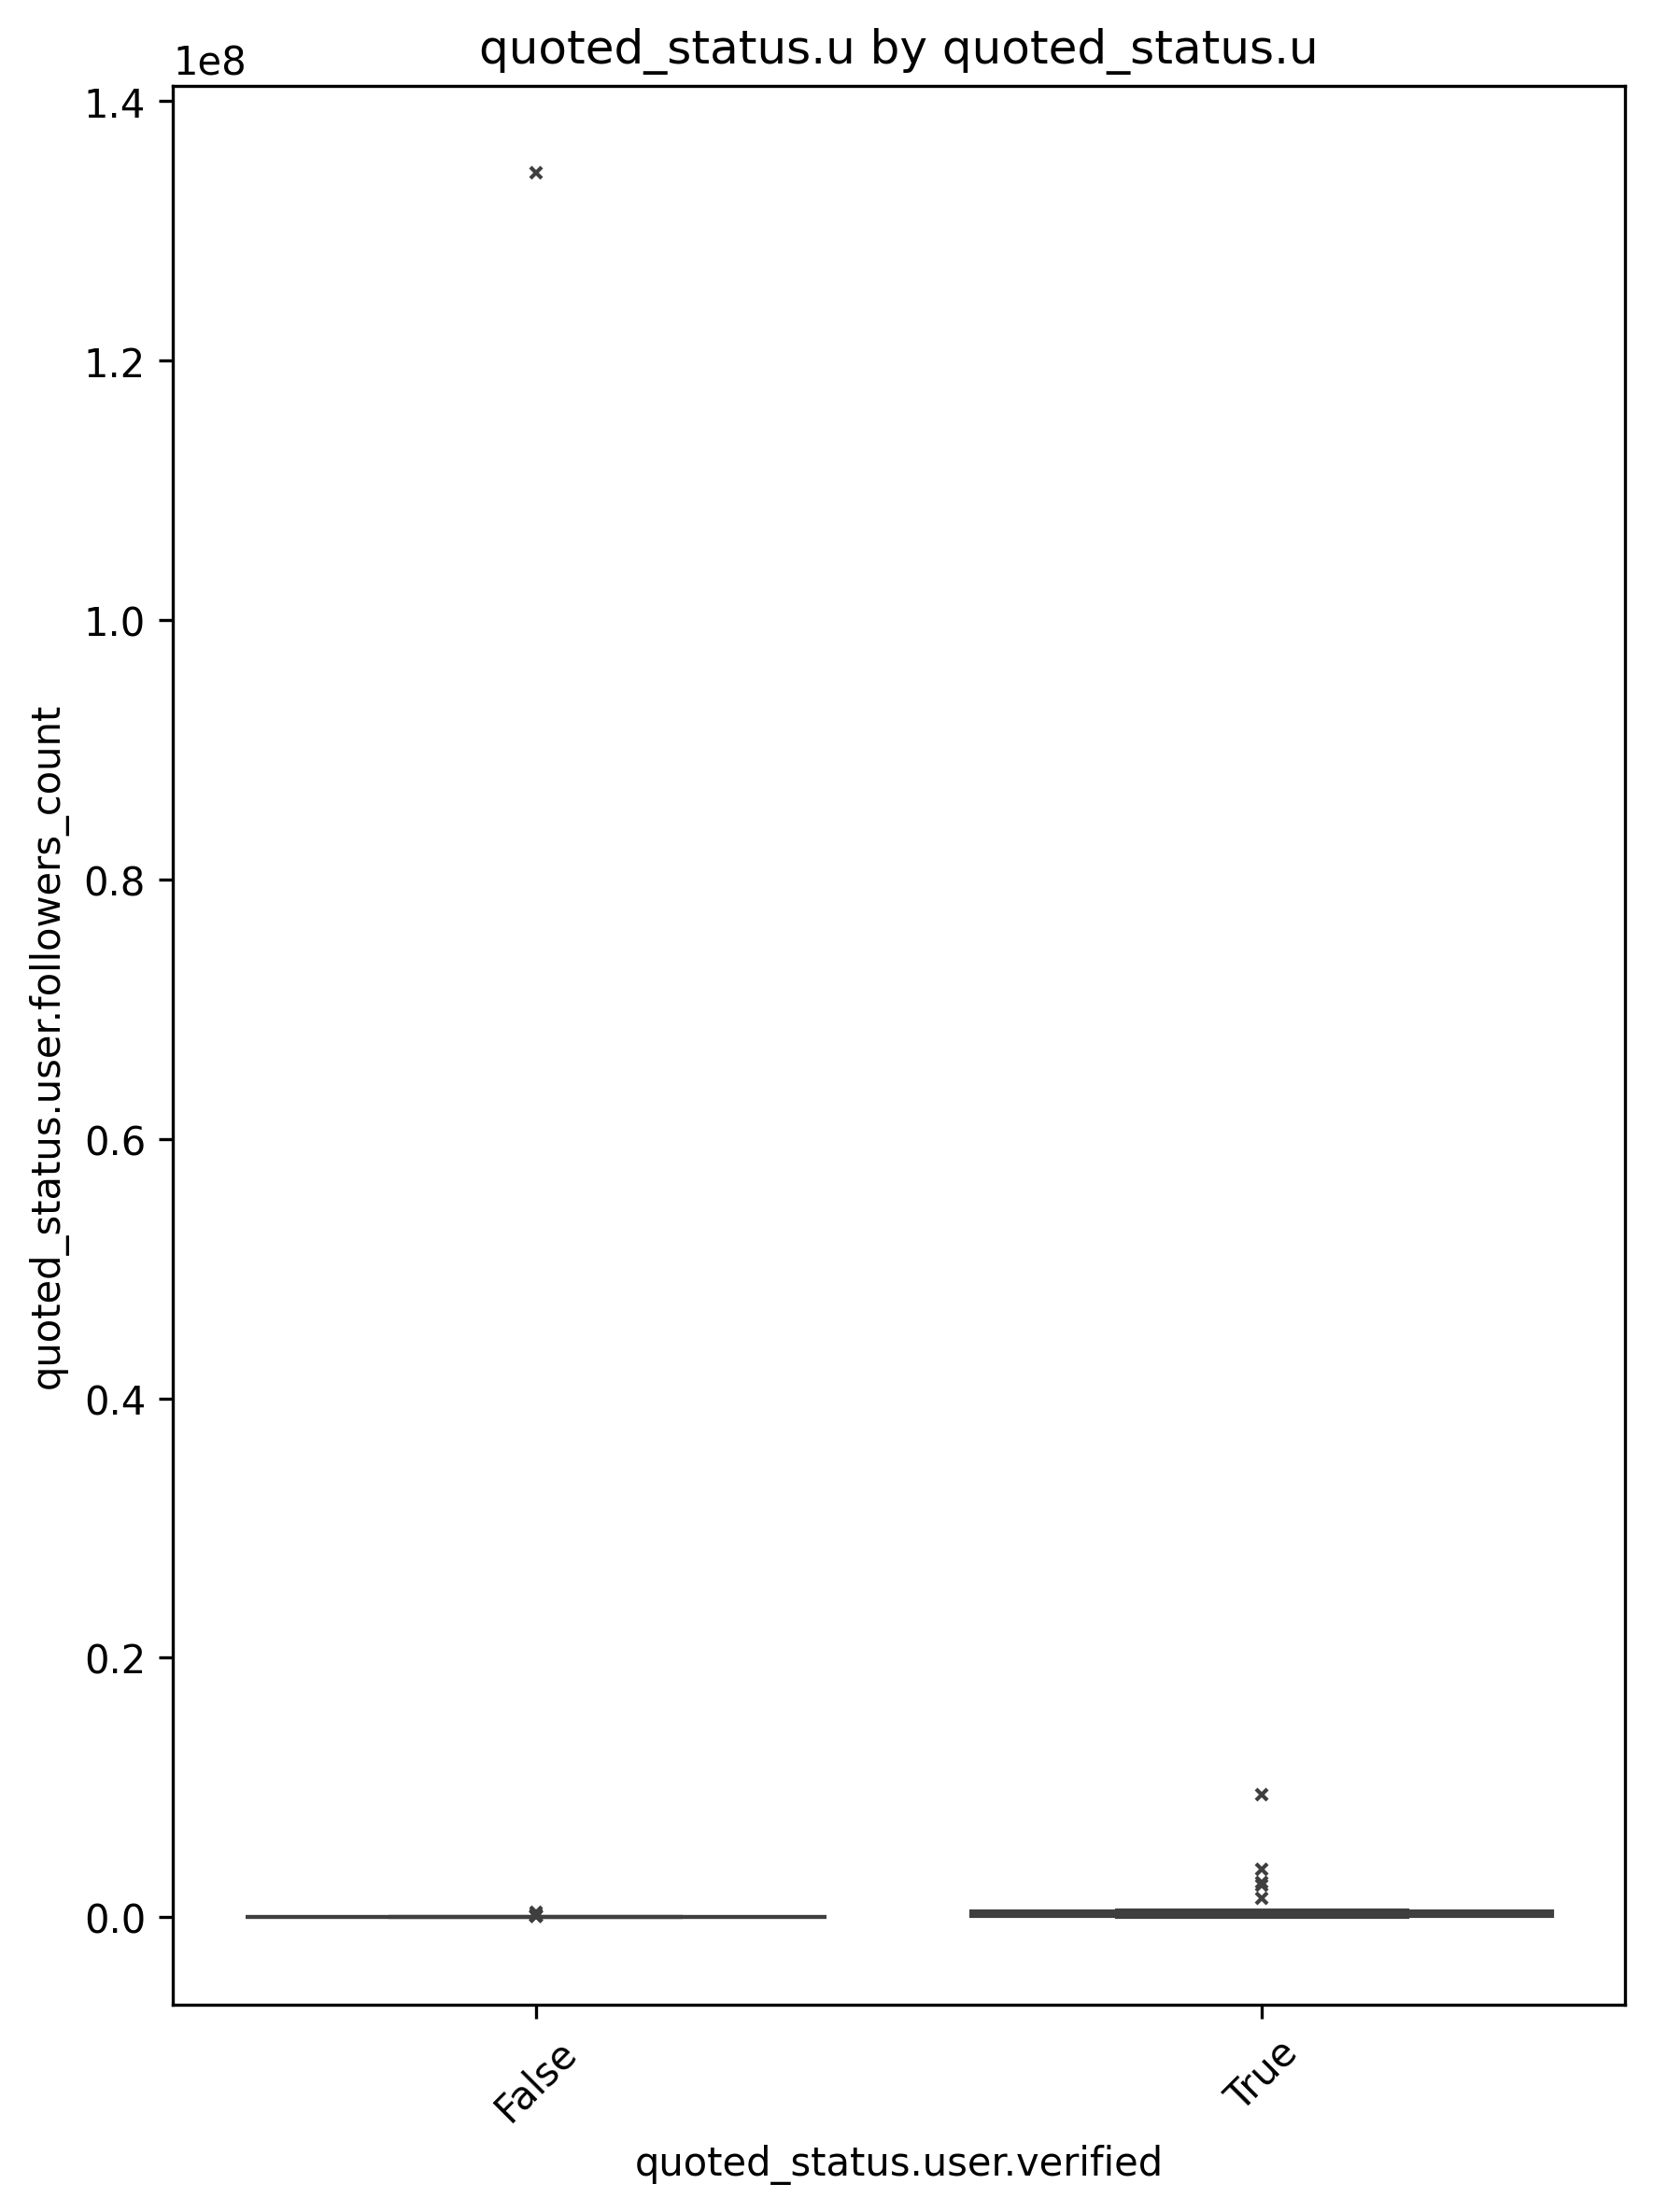 quoted_status.u by quoted_status.u
1e8
1.4
1.2
1.0
0.8
0.6
0.4
0.2
0.0
quoted_status.user.followers_count
False
True
quoted_status.user.verified